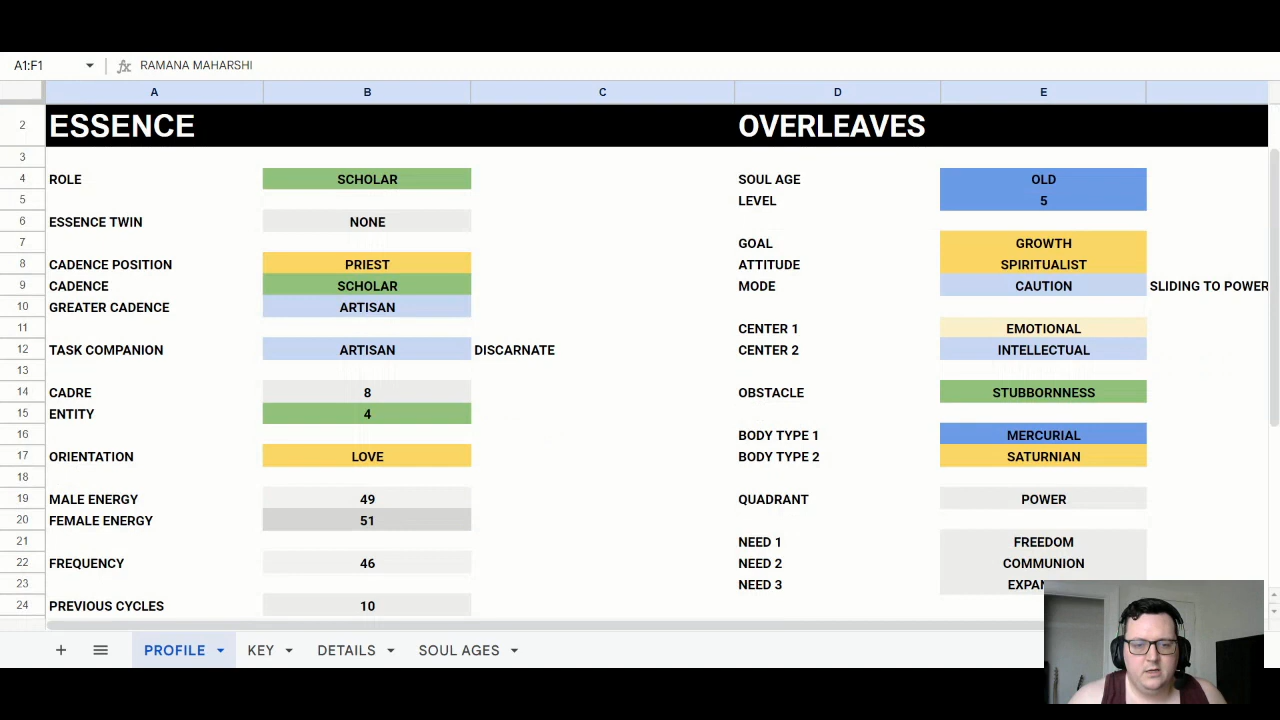 A1:F1 fx RAMANA MAHARSHI
A B C D E
2 ESSENCE OVERLEAVES
3
4 ROLE SCHOLAR SOUL AGE OLD
5 LEVEL 5
6 ESSENCE TWIN NONE
7 GOAL GROWTH
8 CADENCE POSITION PRIEST ATTITUDE SPIRITUALIST
9 CADENCE SCHOLAR MODE CAUTION SLIDING TO POWER
10 GREATER CADENCE ARTISAN
11 CENTER 1 EMOTIONAL
12 TASK COMPANION ARTISAN DISCARNATE CENTER 2 INTELLECTUAL
13
14 CADRE 8 OBSTACLE STUBBORNNESS
15 ENTITY 4
16 BODY TYPE 1 MERCURIAL
17 ORIENTATION LOVE BODY TYPE 2 SATURNIAN
18
19 MALE ENERGY 49 QUADRANT POWER
20 FEMALE ENERGY 51
21 NEED 1 FREEDOM
22 FREQUENCY 46 NEED 2 COMMUNION
23 NEED 3
24 PREVIOUS CYCLES 10
PROFILE KEY DETAILS SOUL AGES